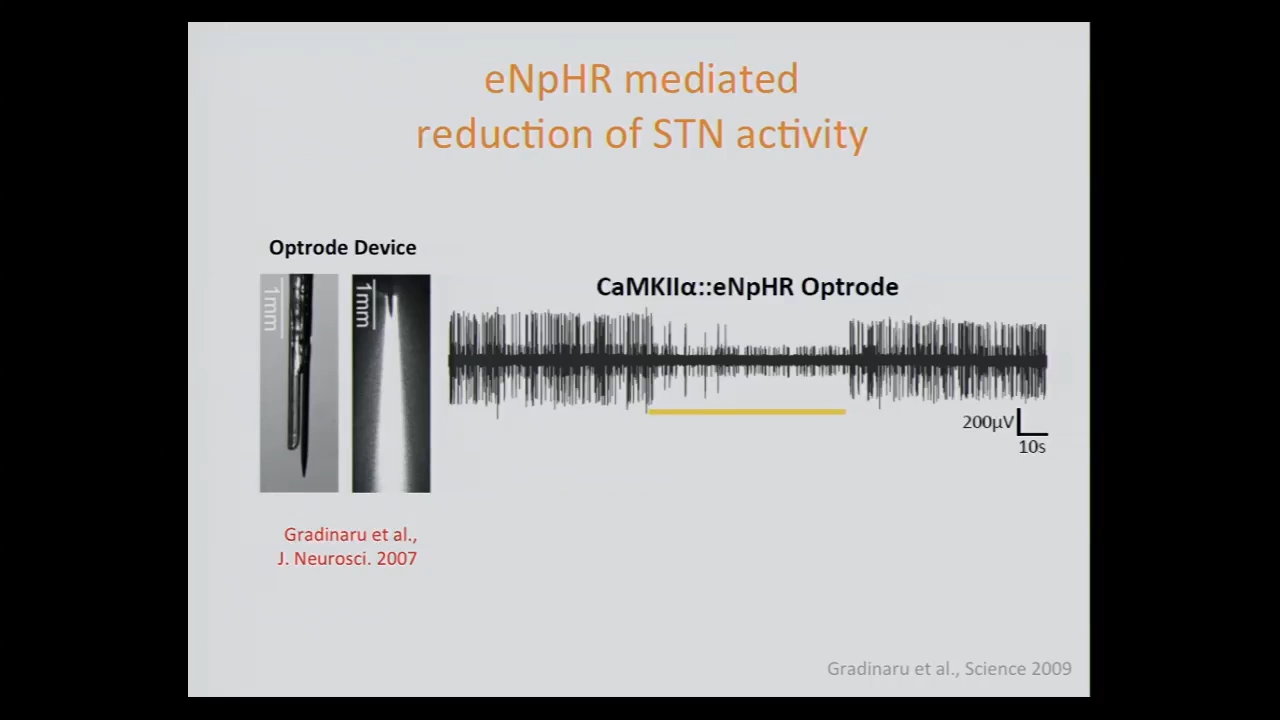 eNpHR mediated
reduction of STN activity
Optrode Device
CaMKIIα::eNpHR Optrode
1mm
1mm
200µV
10s
Gradinaru et al.,
J. Neurosci. 2007
Gradinaru et al., Science 2009